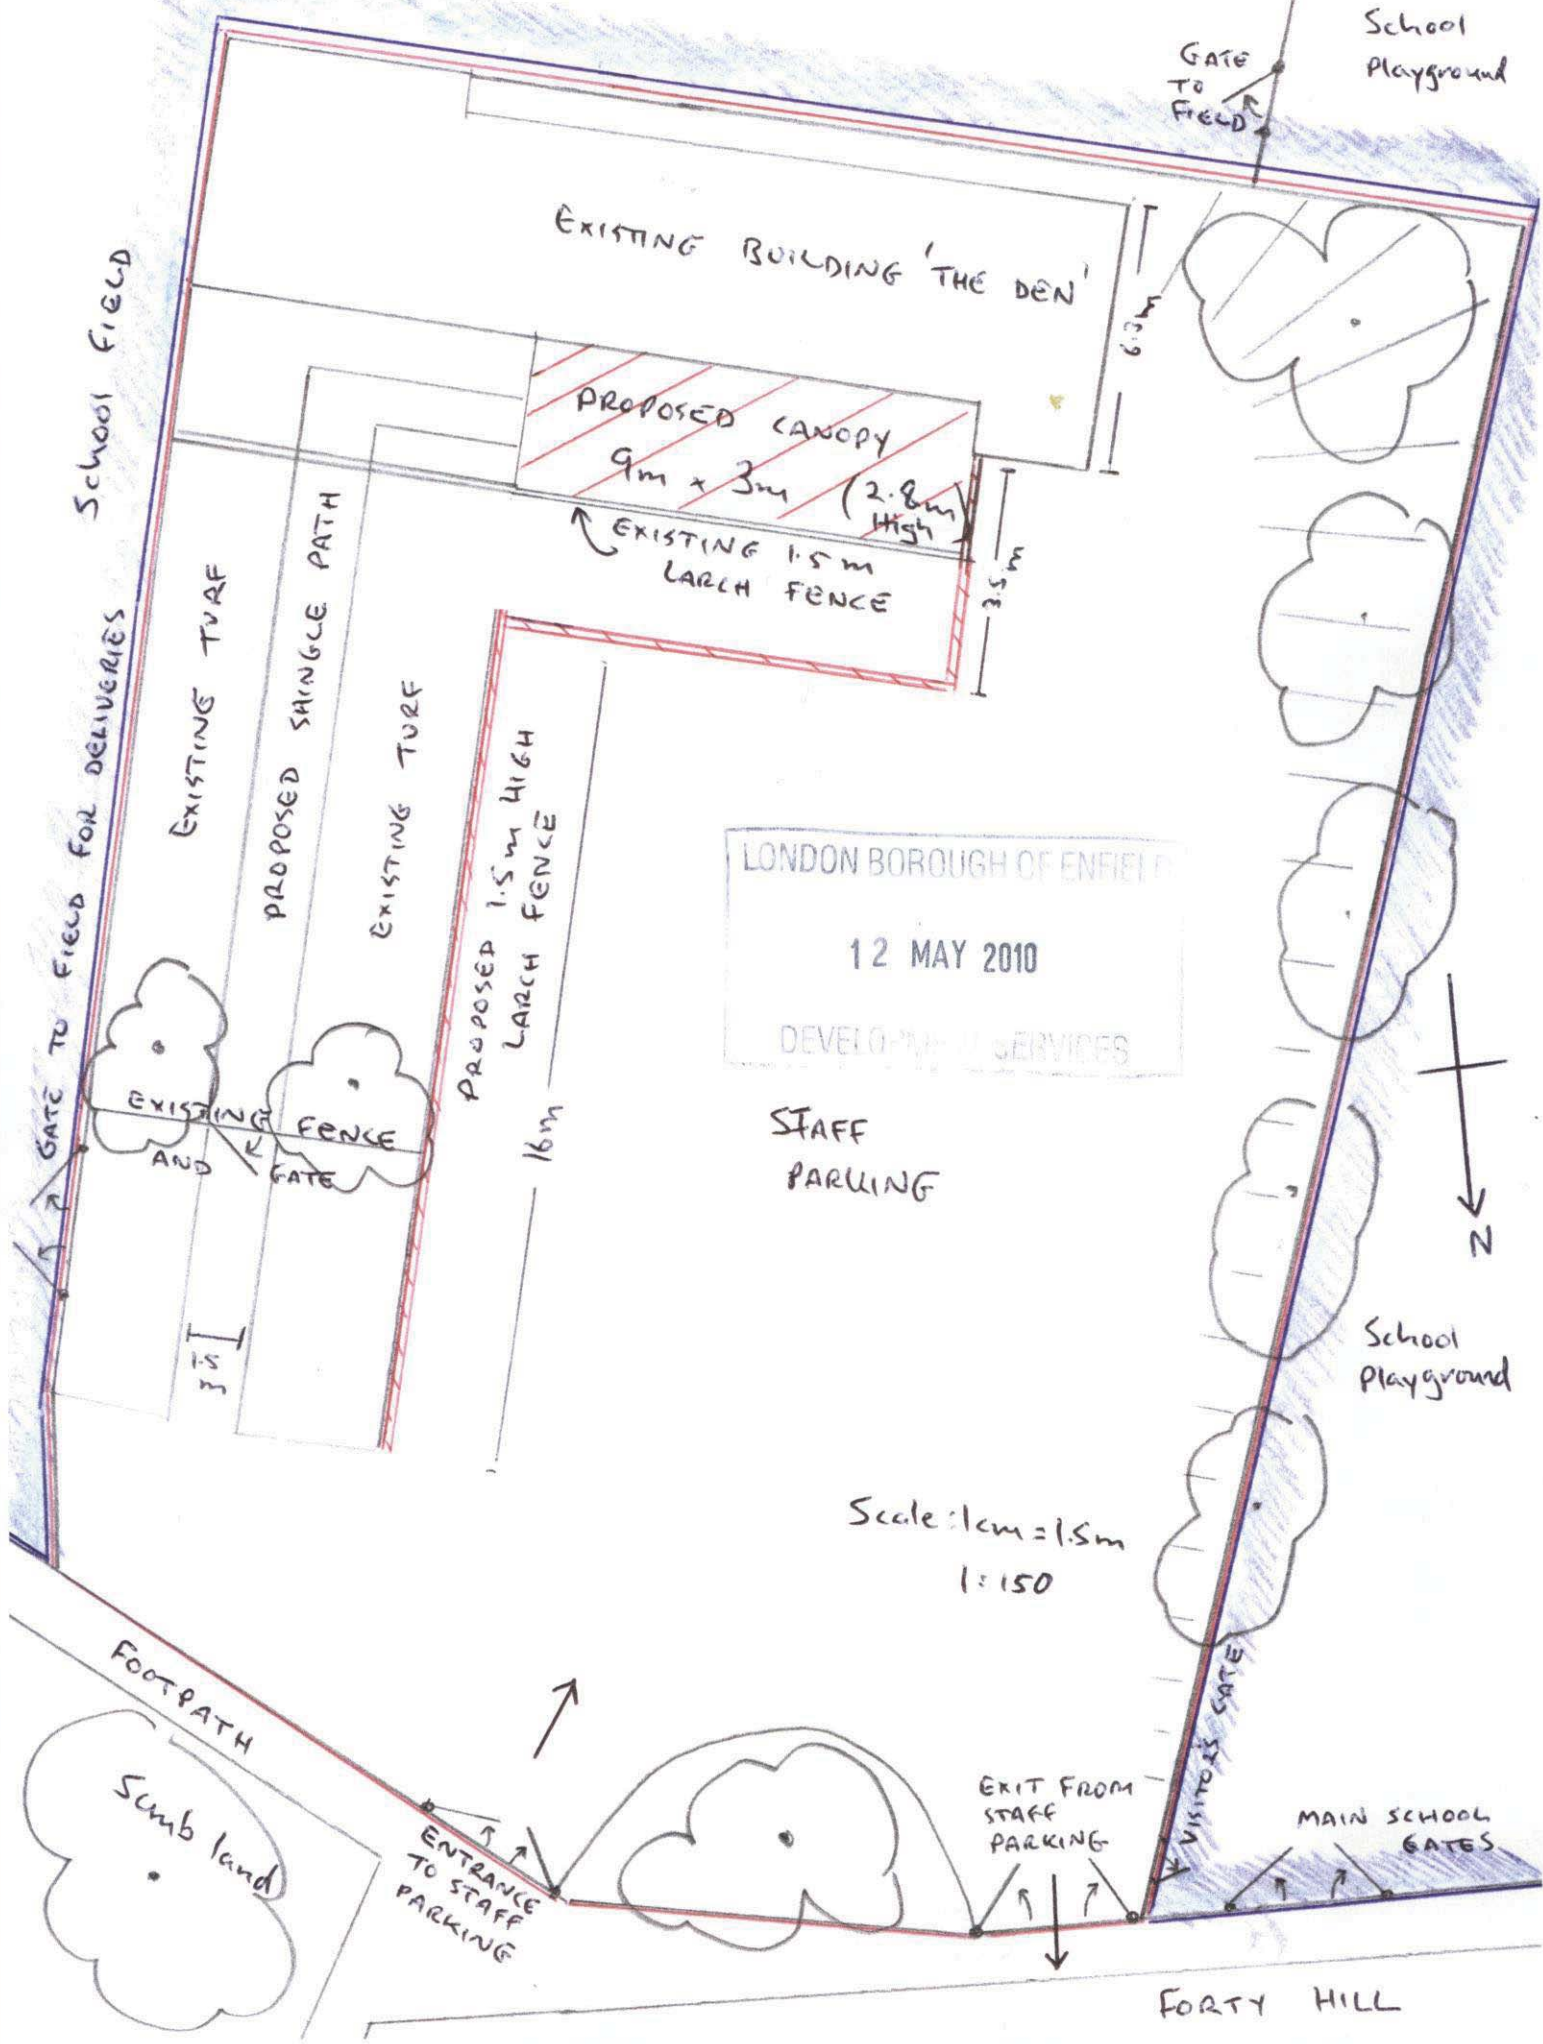 School
Playground
GATE
TO
FIELD
EXISTING BUILDING 'THE DEN'
6.3m
SCHOOL FIELD
PROPOSED CANOPY
9m x 3m (2.8m
High)
EXISTING 1.5m
LARCH FENCE
3.5m
EXISTING TURF
PROPOSED SHINGLE PATH
EXISTING TURF
PROPOSED 1.5m HIGH
LARCH FENCE
16m
GATE TO FIELD FOR DELIVERIES
LONDON BOROUGH OF ENFIELD
12 MAY 2010
DEVELOPMENT SERVICES
STAFF
PARKING
EXISTING FENCE
AND GATE
N
School
Playground
Scale: 1cm = 1.5m
1:150
FOOTPATH
Scrub land
ENTRANCE
TO STAFF
PARKING
EXIT FROM
STAFF
PARKING
VISITORS GATE
MAIN SCHOOL
GATES
FORTY HILL